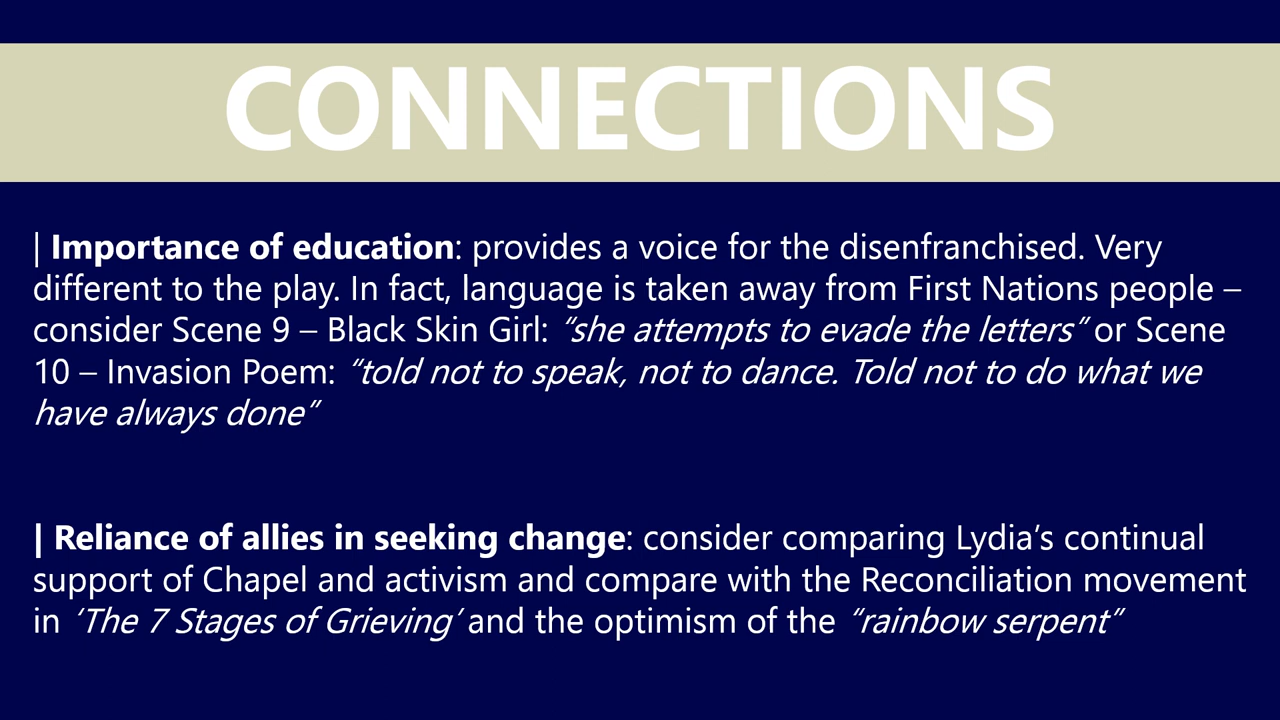 CONNECTIONS
| Importance of education: provides a voice for the disenfranchised. Very
different to the play. In fact, language is taken away from First Nations people –
consider Scene 9 – Black Skin Girl: “she attempts to evade the letters” or Scene
10 – Invasion Poem: “told not to speak, not to dance. Told not to do what we
have always done”
| Reliance of allies in seeking change: consider comparing Lydia’s continual
support of Chapel and activism and compare with the Reconciliation movement
in ‘The 7 Stages of Grieving’ and the optimism of the “rainbow serpent”